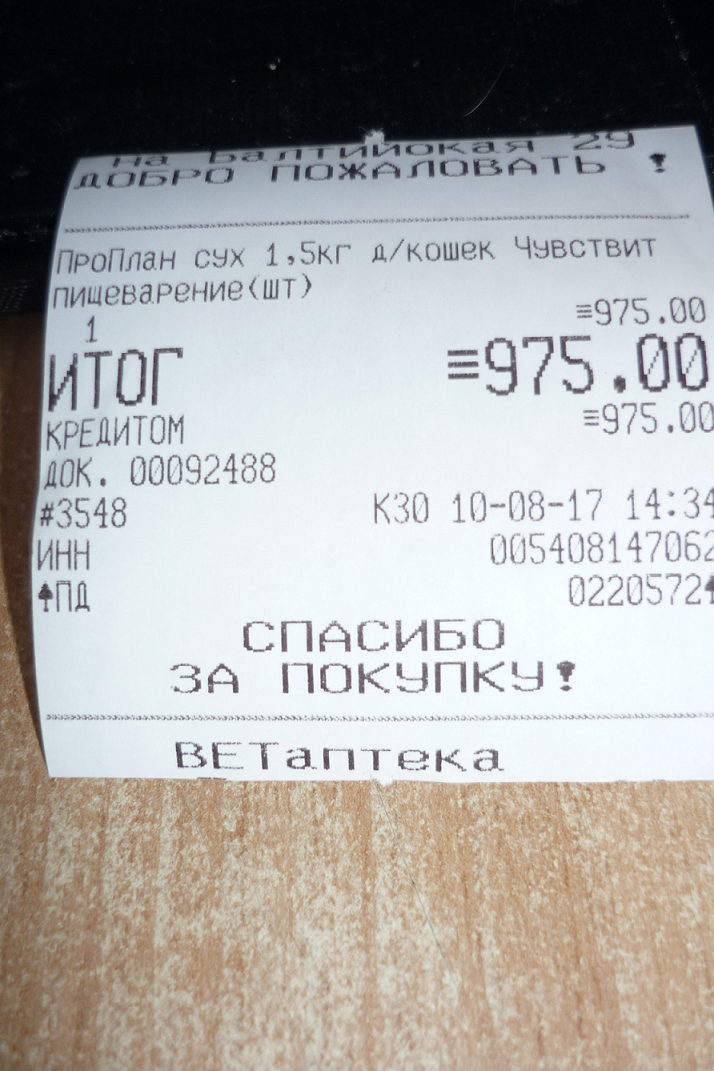 на Балтийской 29
ДОБРО ПОЖАЛОВАТЬ !
ПроПлан сух 1,5кг д/кошек Чувствит
пищеварение(шт)
1 ≡975.00
ИТОГ ≡975.00
КРЕДИТОМ ≡975.00
ДОК. 00092488
#3548 К30 10-08-17 14:34
ИНН 005408147062
ПД 0220572
СПАСИБО
ЗА ПОКУПКУ!
ВЕТаптека